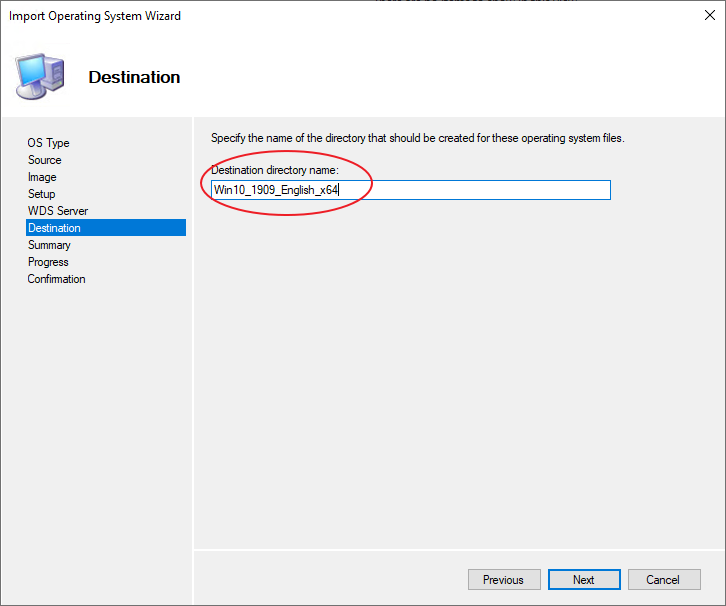 Import Operating System Wizard
Destination
OS Type
Source
Image
Setup
WDS Server
Destination
Summary
Progress
Confirmation
Specify the name of the directory that should be created for these operating system files.
Destination directory name:
Win10_1909_English_x64
Previous
Next
Cancel